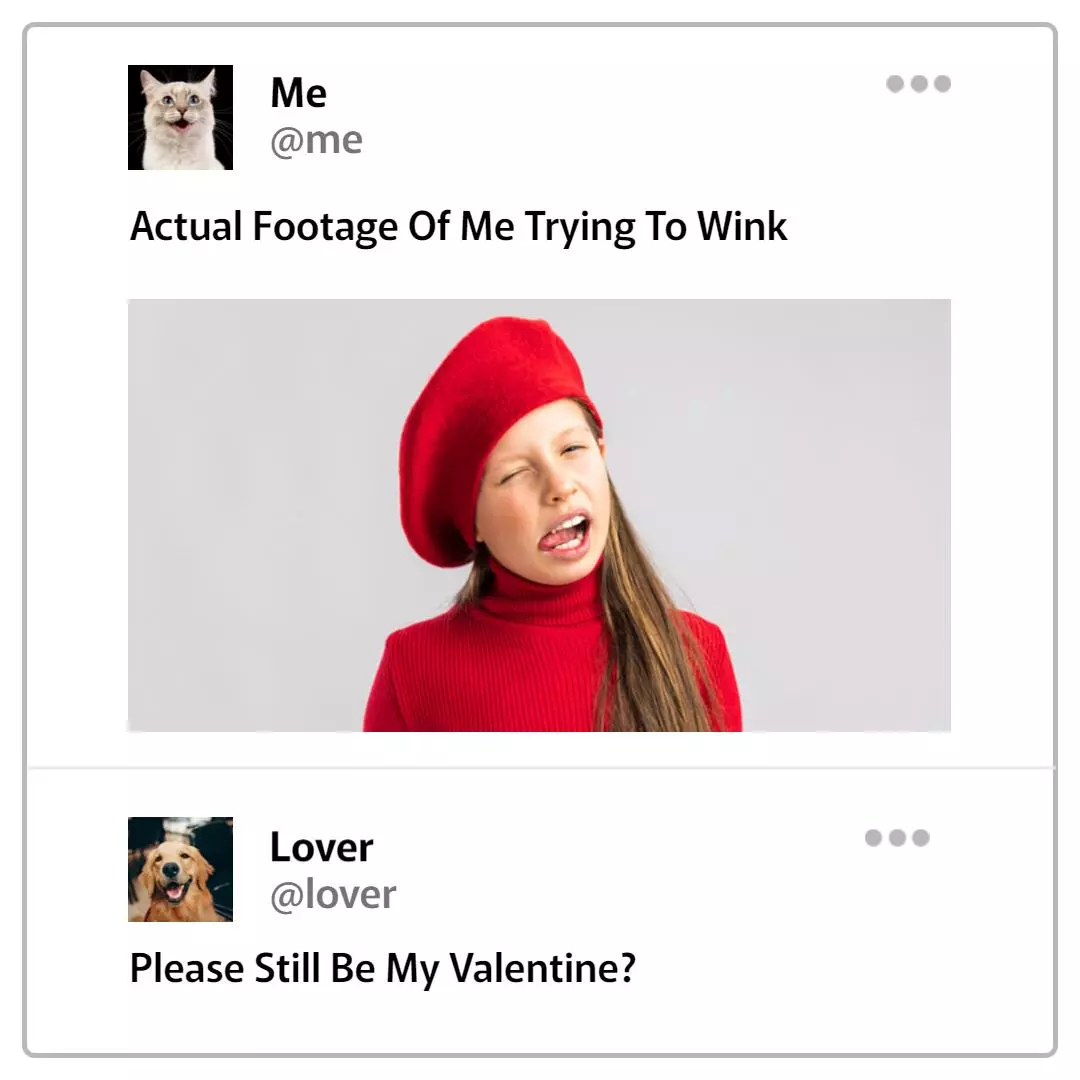 Me
@me
Actual Footage Of Me Trying To Wink
Lover
@lover
Please Still Be My Valentine?